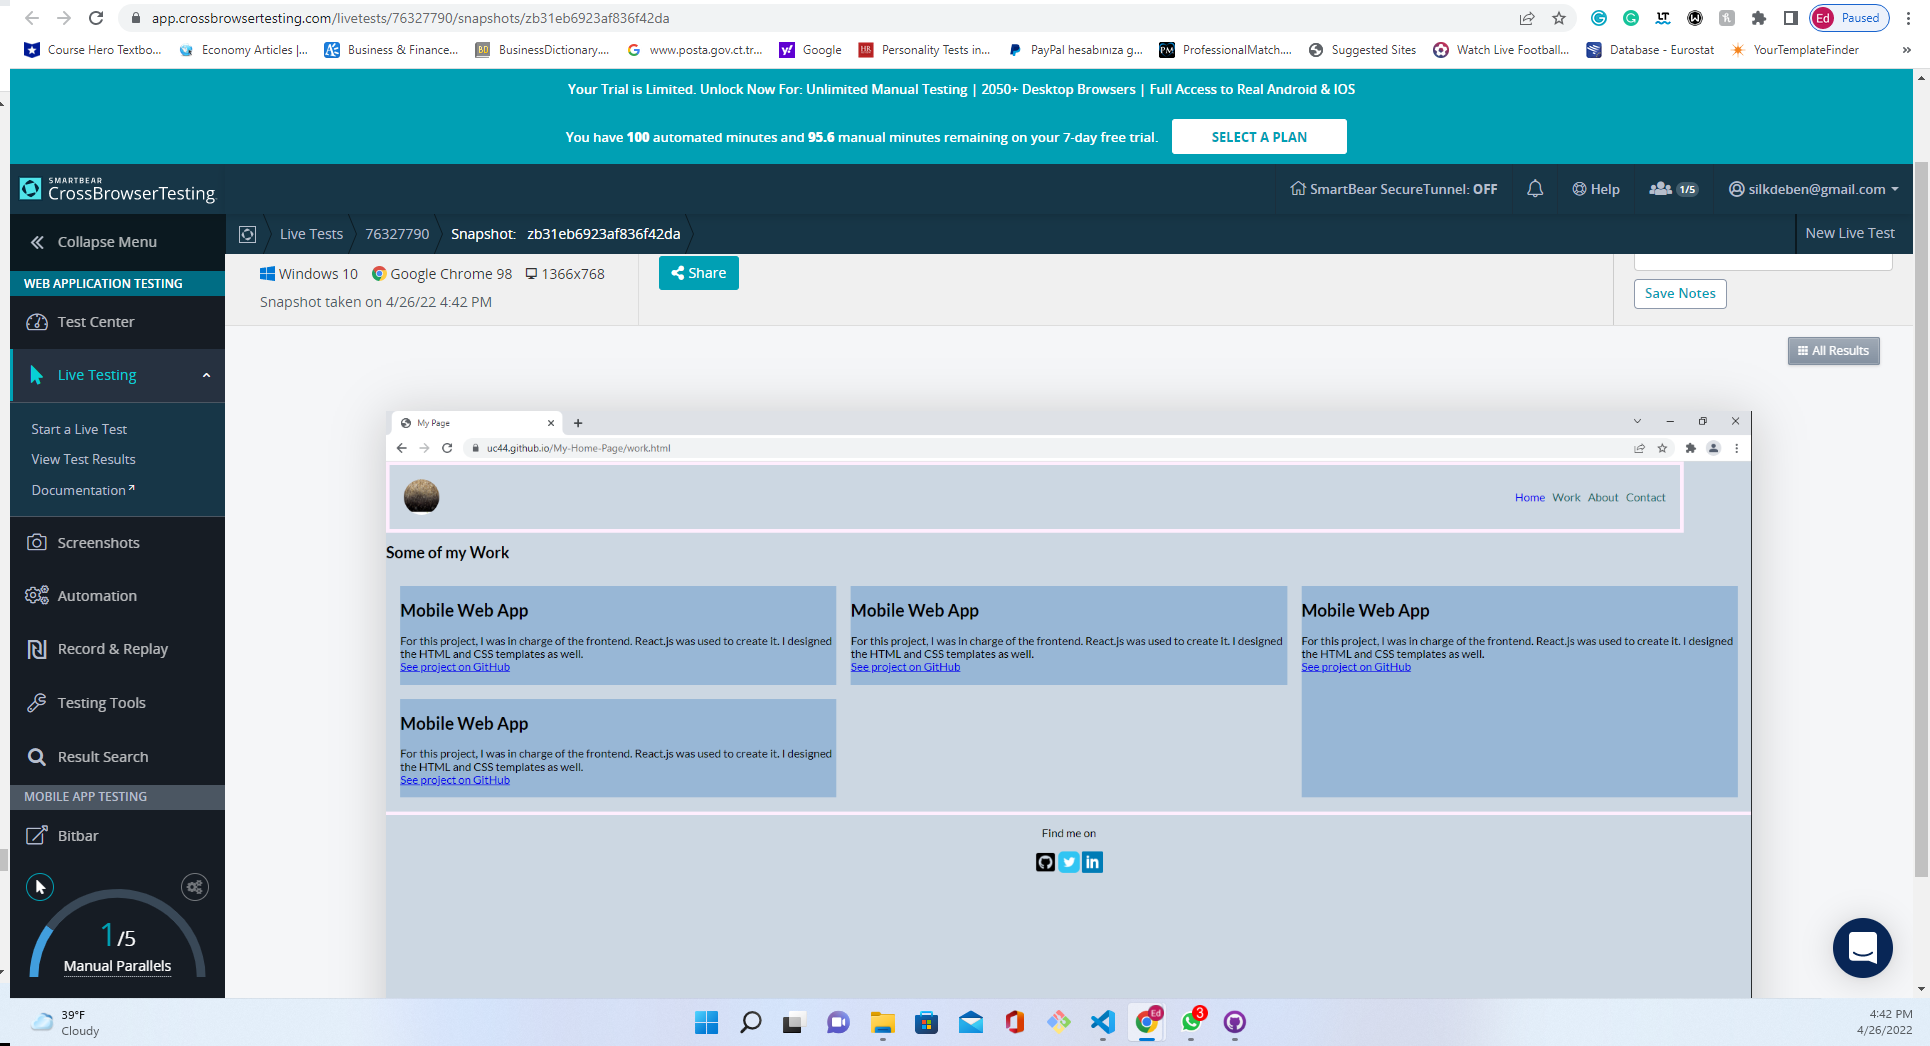 app.crossbrowsertesting.com/livetests/76327790/snapshots/zb31eb6923af836f42da
LT
Ed Paused
Course Hero Textbo...
Economy Articles |...
Business & Finance...
BD BusinessDictionary....
www.posta.gov.ct.tr...
y! Google
HR Personality Tests in...
PayPal hesabınıza g...
PM ProfessionalMatch....
Suggested Sites
Watch Live Football...
Database - Eurostat
YourTemplateFinder
»
Your Trial is Limited. Unlock Now For: Unlimited Manual Testing | 2050+ Desktop Browsers | Full Access to Real Android & IOS
You have 100 automated minutes and 95.6 manual minutes remaining on your 7-day free trial.
SELECT A PLAN
SMARTBEAR
CrossBrowserTesting.
SmartBear SecureTunnel: OFF
Help
1/5
silkdeben@gmail.com
Collapse Menu
Live Tests
76327790
Snapshot: zb31eb6923af836f42da
New Live Test
WEB APPLICATION TESTING
Test Center
Live Testing
Start a Live Test
View Test Results
Documentation
Screenshots
Automation
Record & Replay
Testing Tools
Result Search
MOBILE APP TESTING
Bitbar
1/5
Manual Parallels
Windows 10
Google Chrome 98
1366x768
Snapshot taken on 4/26/22 4:42 PM
Share
Save Notes
All Results
My Page
uc44.github.io/My-Home-Page/work.html
Home Work About Contact
Some of my Work
Mobile Web App
For this project, I was in charge of the frontend. React.js was used to create it. I designed
the HTML and CSS templates as well.
See project on GitHub
Mobile Web App
For this project, I was in charge of the frontend. React.js was used to create it. I designed
the HTML and CSS templates as well.
See project on GitHub
Mobile Web App
For this project, I was in charge of the frontend. React.js was used to create it. I designed
the HTML and CSS templates as well.
See project on GitHub
Mobile Web App
For this project, I was in charge of the frontend. React.js was used to create it. I designed
the HTML and CSS templates as well.
See project on GitHub
Find me on
in
39°F
Cloudy
Ed
3
4:42 PM
4/26/2022